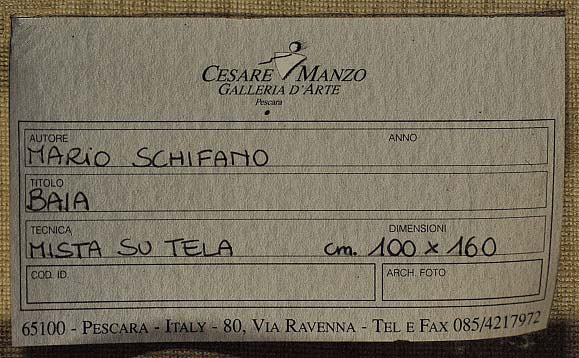 CESARE MANZO
GALLERIA D'ARTE
Pescara
AUTORE ANNO
MARIO SCHIFANO
TITOLO
BAIA
TECNICA DIMENSIONI
MISTA SU TELA cm. 100 x 160
COD. ID. ARCH. FOTO
65100 - PESCARA - ITALY - 80, VIA RAVENNA - TEL E FAX 085/4217972